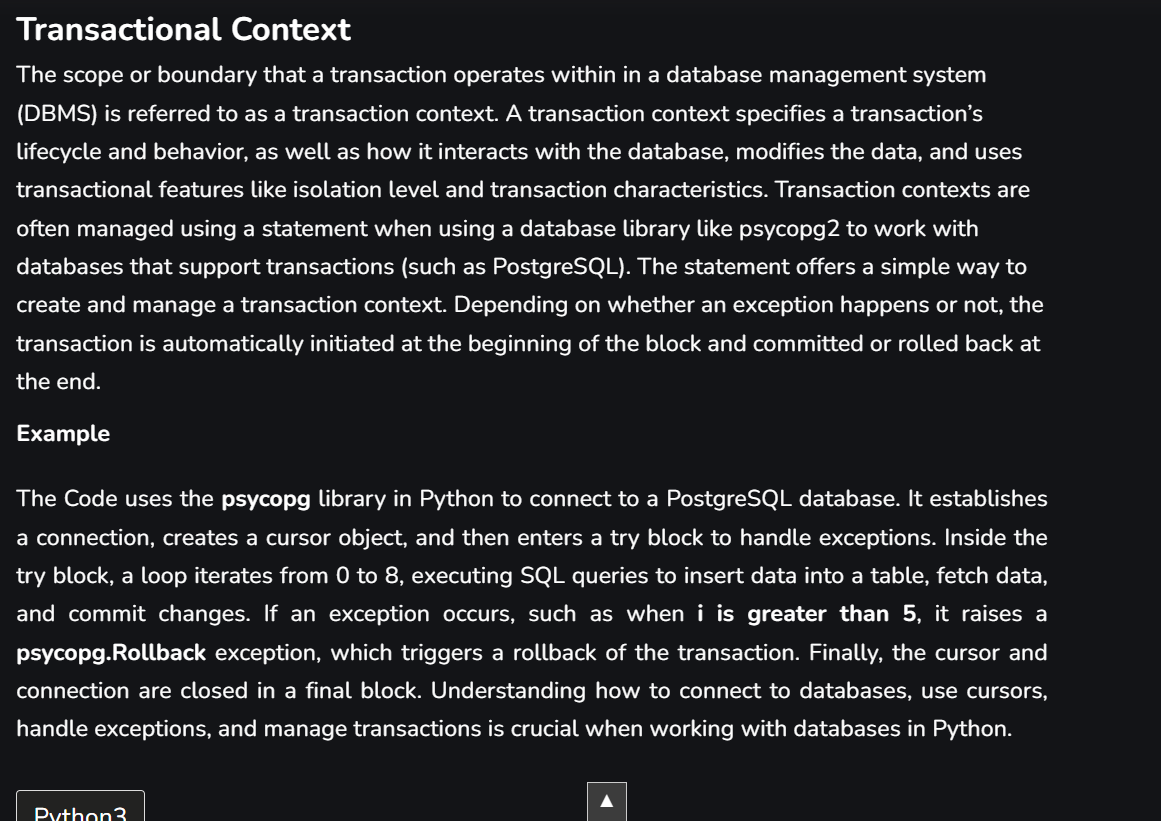 Transactional Context
The scope or boundary that a transaction operates within in a database management system
(DBMS) is referred to as a transaction context. A transaction context specifies a transaction’s
lifecycle and behavior, as well as how it interacts with the database, modifies the data, and uses
transactional features like isolation level and transaction characteristics. Transaction contexts are
often managed using a statement when using a database library like psycopg2 to work with
databases that support transactions (such as PostgreSQL). The statement offers a simple way to
create and manage a transaction context. Depending on whether an exception happens or not, the
transaction is automatically initiated at the beginning of the block and committed or rolled back at
the end.
Example
The Code uses the psycopg library in Python to connect to a PostgreSQL database. It establishes
a connection, creates a cursor object, and then enters a try block to handle exceptions. Inside the
try block, a loop iterates from 0 to 8, executing SQL queries to insert data into a table, fetch data,
and commit changes. If an exception occurs, such as when i is greater than 5, it raises a
psycopg.Rollback exception, which triggers a rollback of the transaction. Finally, the cursor and
connection are closed in a final block. Understanding how to connect to databases, use cursors,
handle exceptions, and manage transactions is crucial when working with databases in Python.
Python3